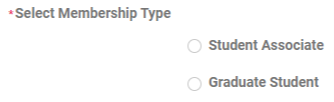 *Select Membership Type
Student Associate
Graduate Student